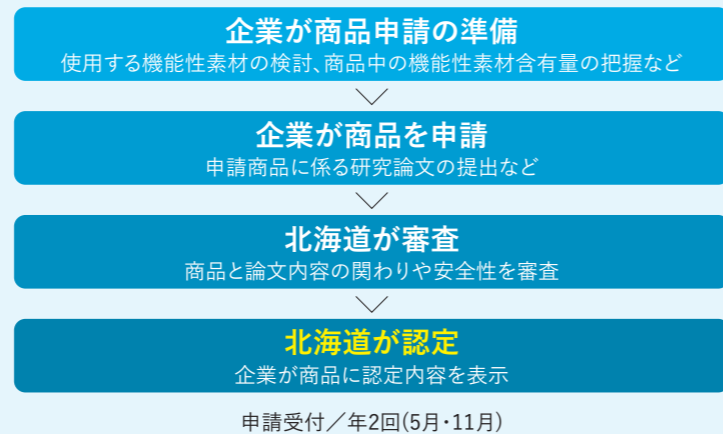 企業が商品申請の準備
使用する機能性素材の検討、商品中の機能性素材含有量の把握など
企業が商品を申請
申請商品に係る研究論文の提出など
北海道が審査
商品と論文内容の関わりや安全性を審査
北海道が認定
企業が商品に認定内容を表示
申請受付／年2回(5月・11月)